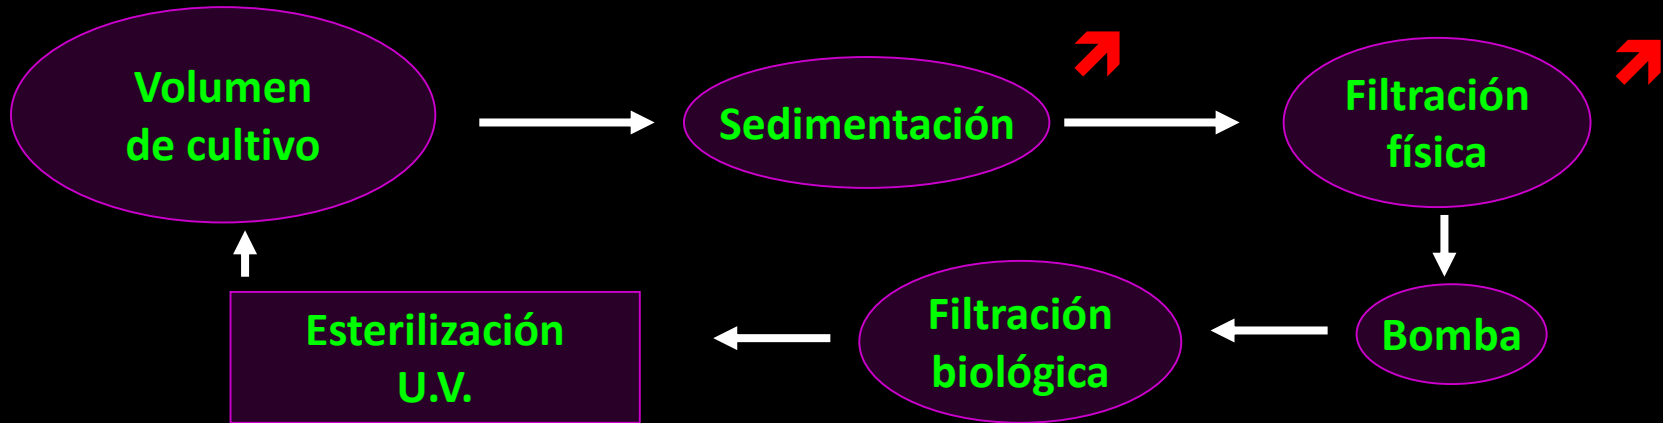 Volumen
de cultivo
Sedimentación
Filtración
física
Bomba
Filtración
biológica
Esterilización
U.V.